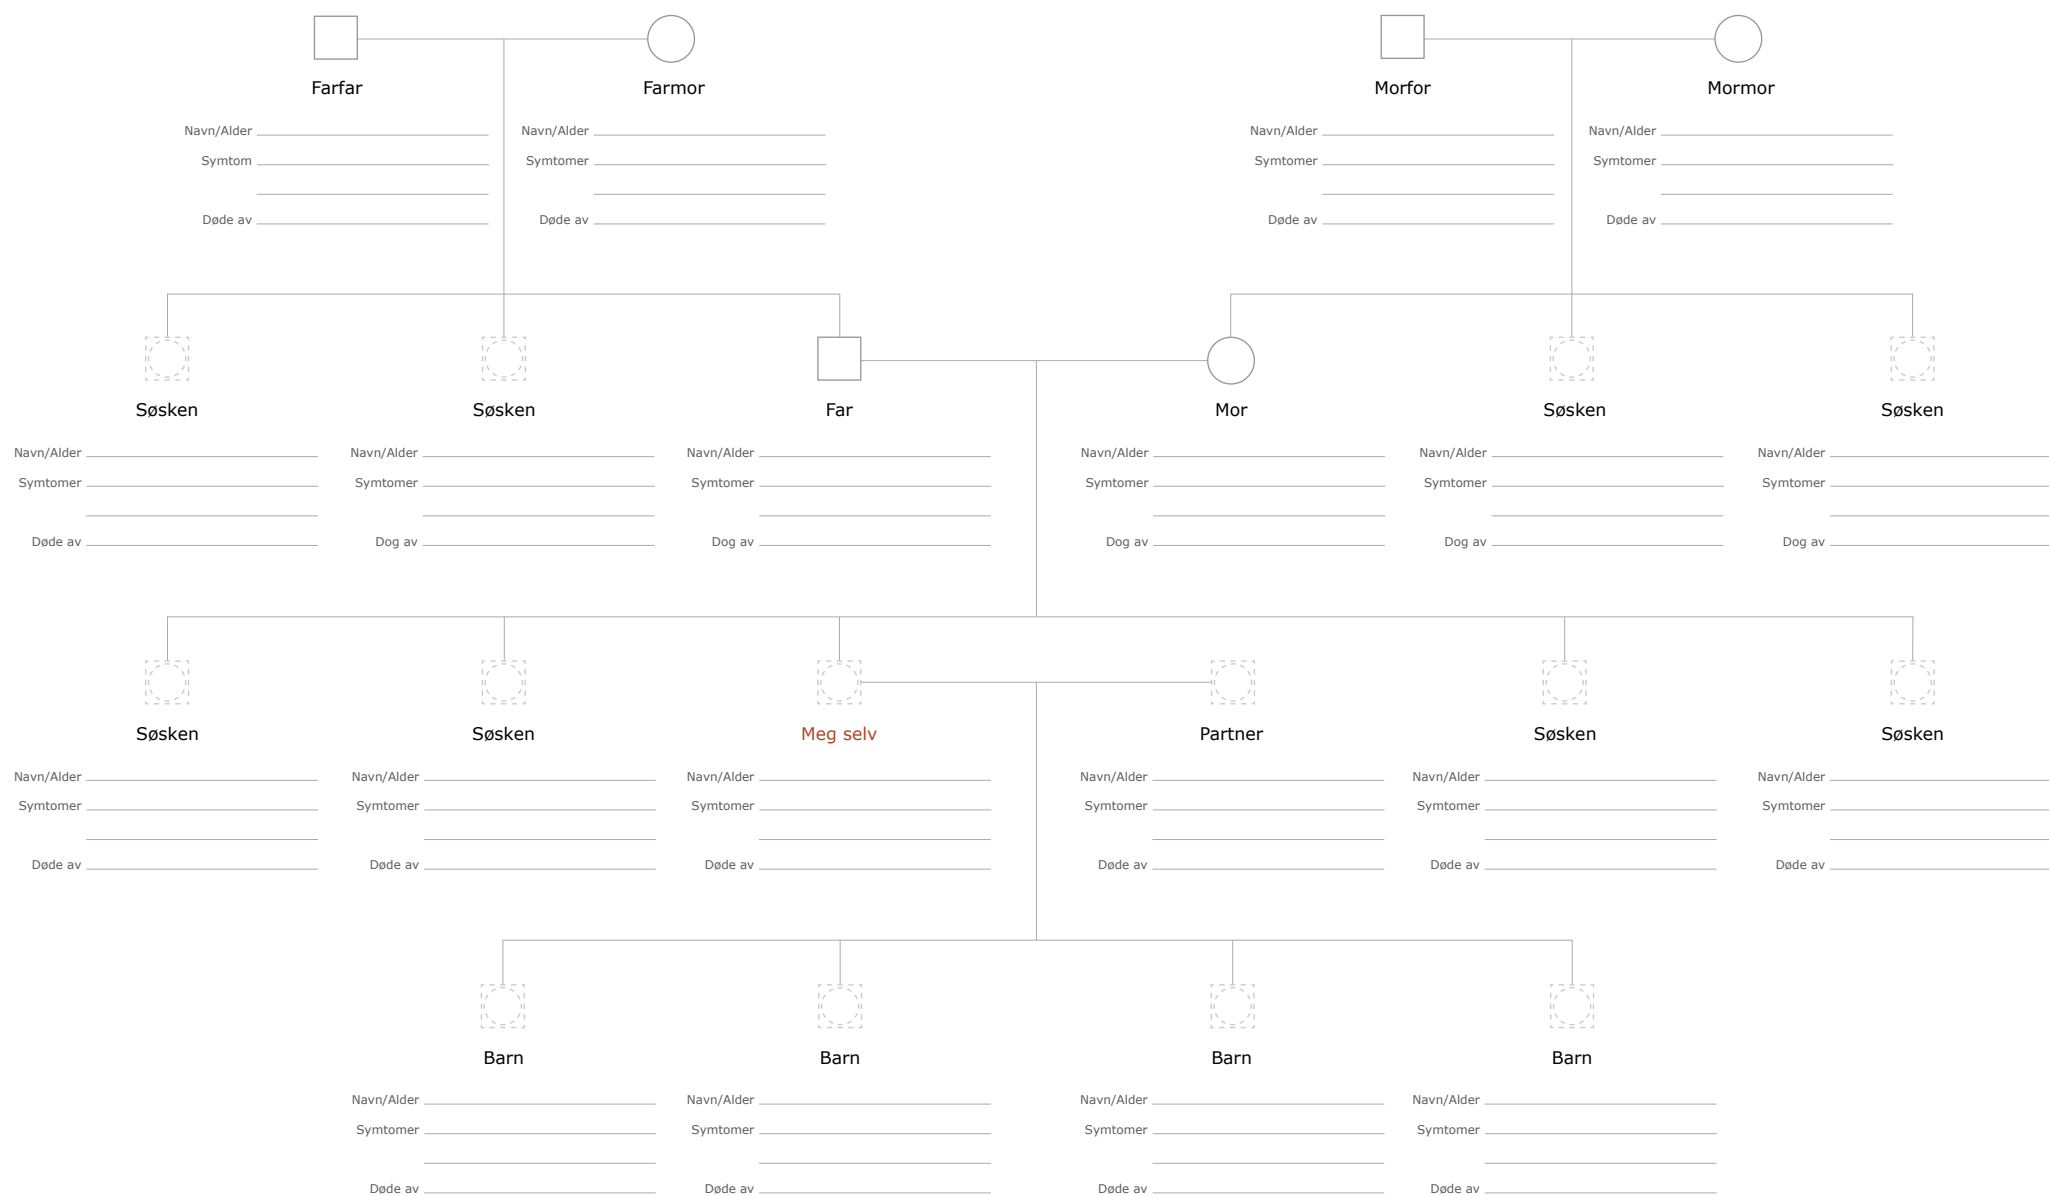 Farfar Farmor Morfor Mormor
Navn/Alder Navn/Alder Navn/Alder Navn/Alder
Symtom Symtomer Symtomer Symtomer
Døde av Døde av Døde av Døde av
Søsken Søsken Far Mor Søsken Søsken
Navn/Alder Navn/Alder Navn/Alder Navn/Alder Navn/Alder Navn/Alder
Symtomer Symtomer Symtomer Symtomer Symtomer Symtomer
Døde av Dog av Dog av Dog av Dog av Dog av
Søsken Søsken Meg selv Partner Søsken Søsken
Navn/Alder Navn/Alder Navn/Alder Navn/Alder Navn/Alder Navn/Alder
Symtomer Symtomer Symtomer Symtomer Symtomer Symtomer
Døde av Døde av Døde av Døde av Døde av Døde av
Barn Barn Barn Barn
Navn/Alder Navn/Alder Navn/Alder Navn/Alder
Symtomer Symtomer Symtomer Symtomer
Døde av Døde av Døde av Døde av